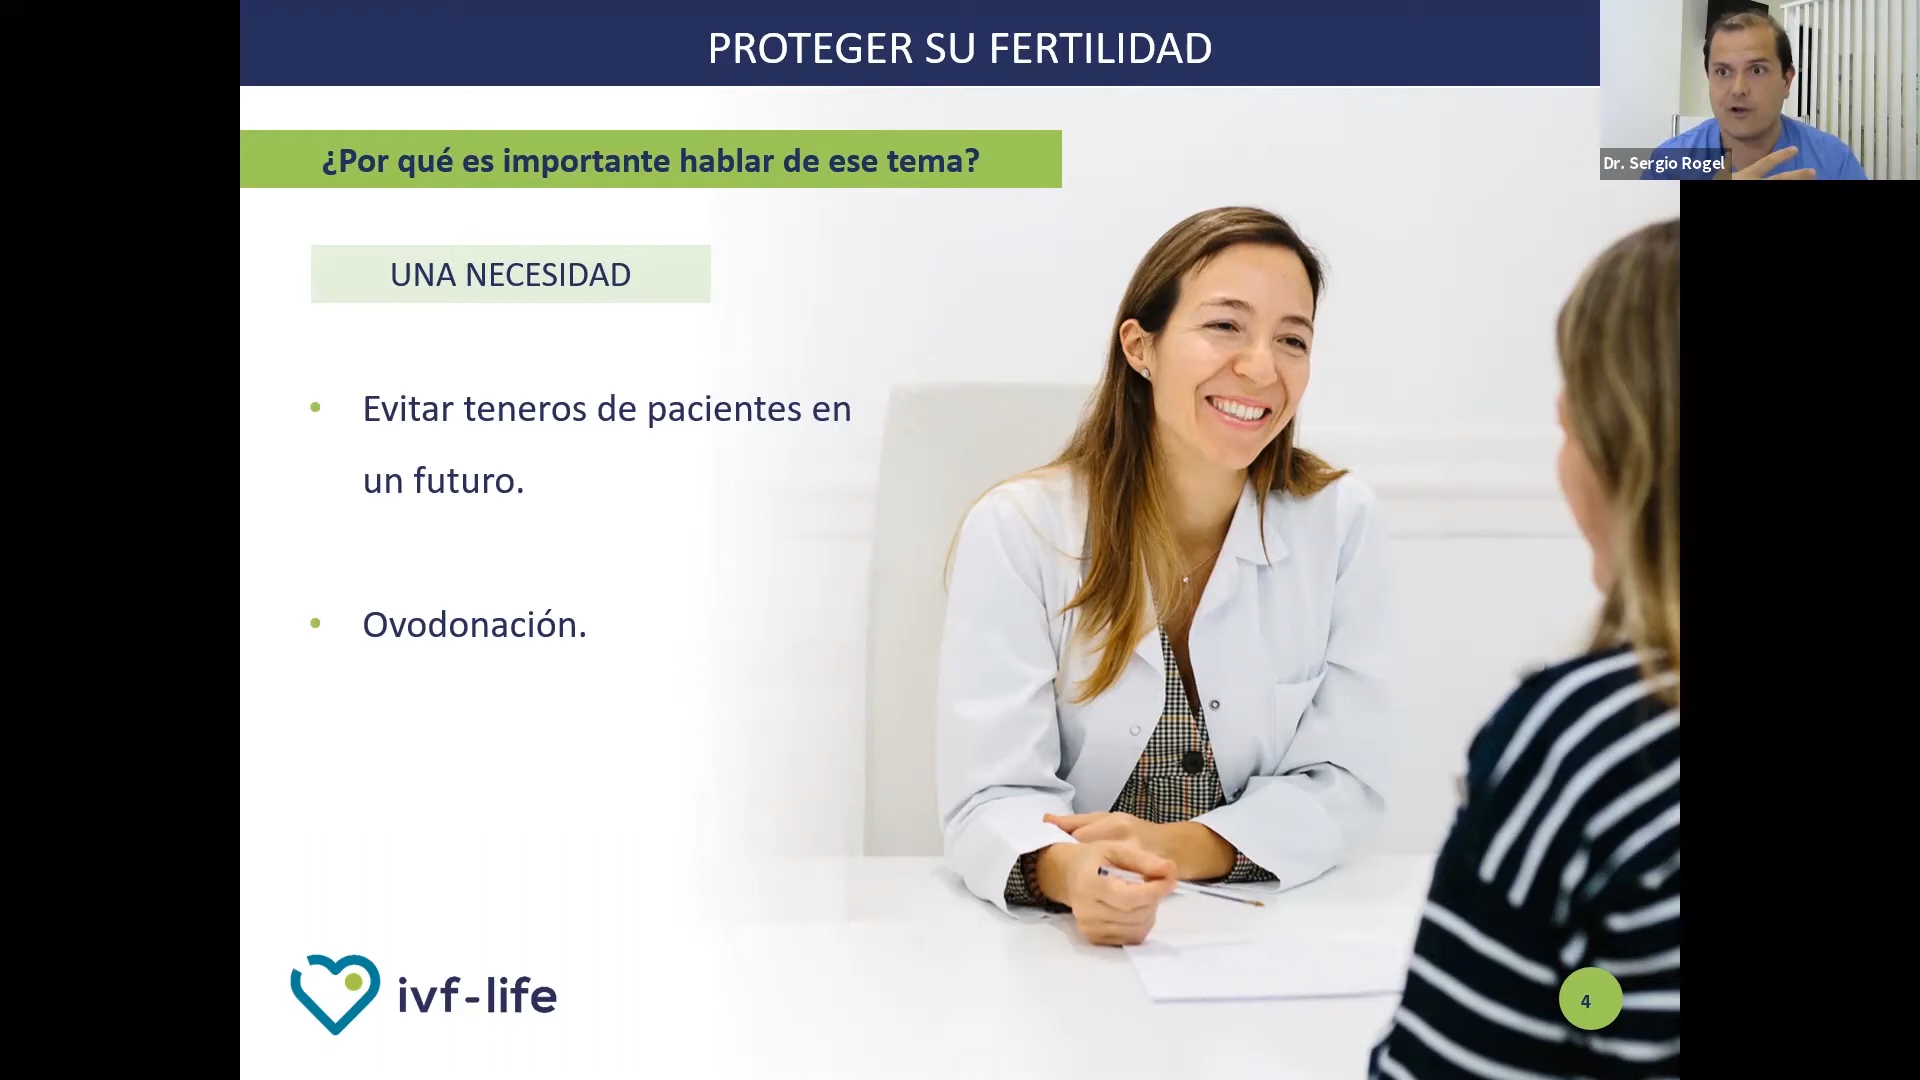 PROTEGER SU FERTILIDAD
Dr. Sergio Rogel
¿Por qué es importante hablar de ese tema?
UNA NECESIDAD
• Evitar teneros de pacientes en
un futuro.
• Ovodonación.
ivf-life
4